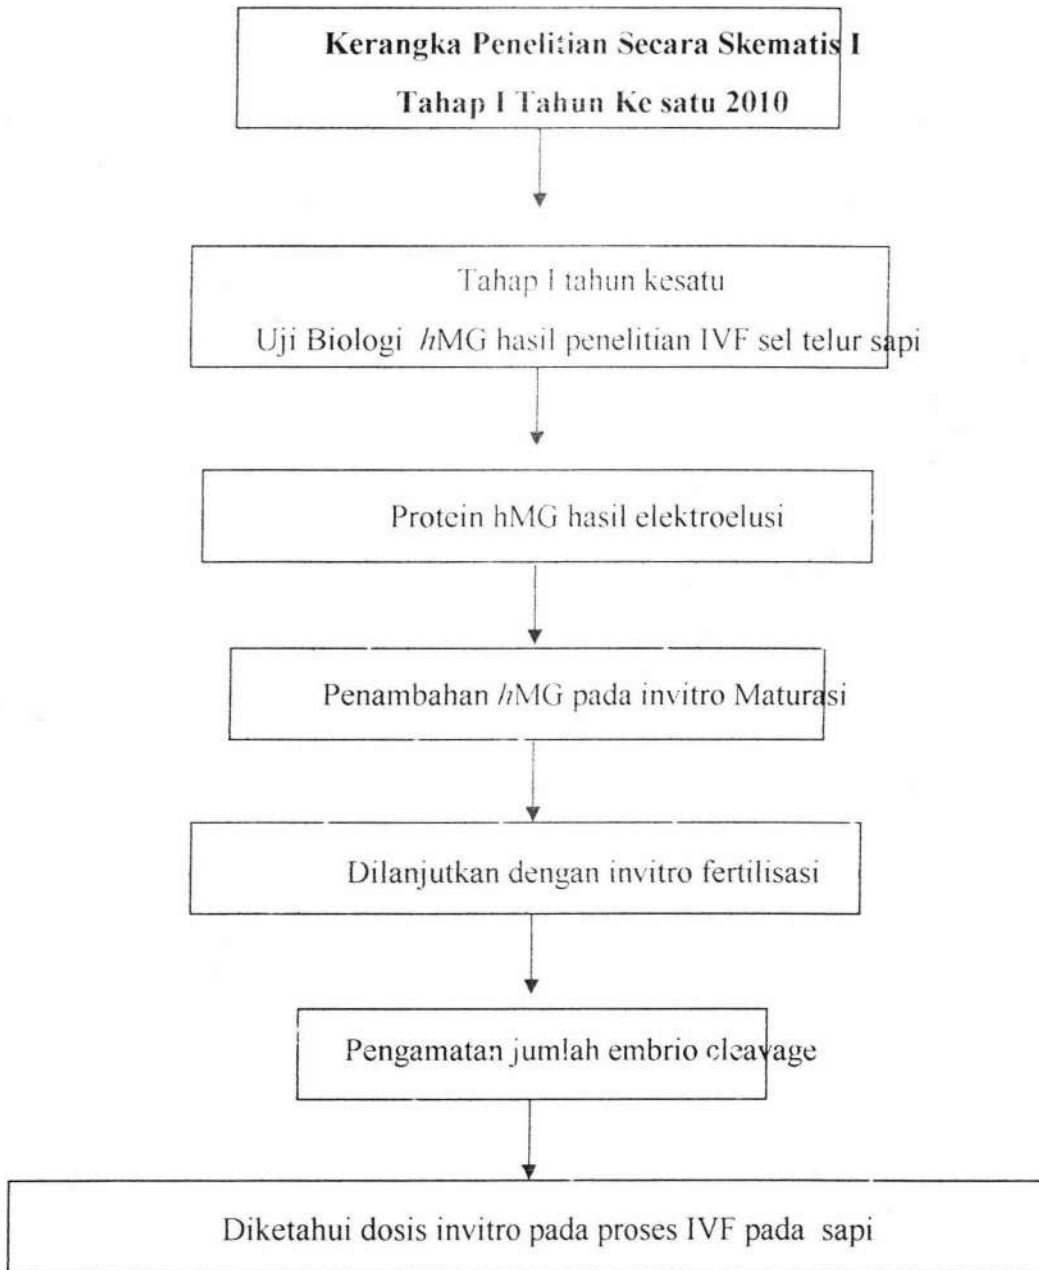 Kerangka Penelitian Secara Skematis I
Tahap I Tahun Ke satu 2010
Tahap I tahun kesatu
Uji Biologi hMG hasil penelitian IVF sel telur sapi
Protein hMG hasil elektroelusi
Penambahan hMG pada invitro Maturasi
Dilanjutkan dengan invitro fertilisasi
Pengamatan jumlah embrio cleavage
Diketahui dosis invitro pada proses IVF pada sapi